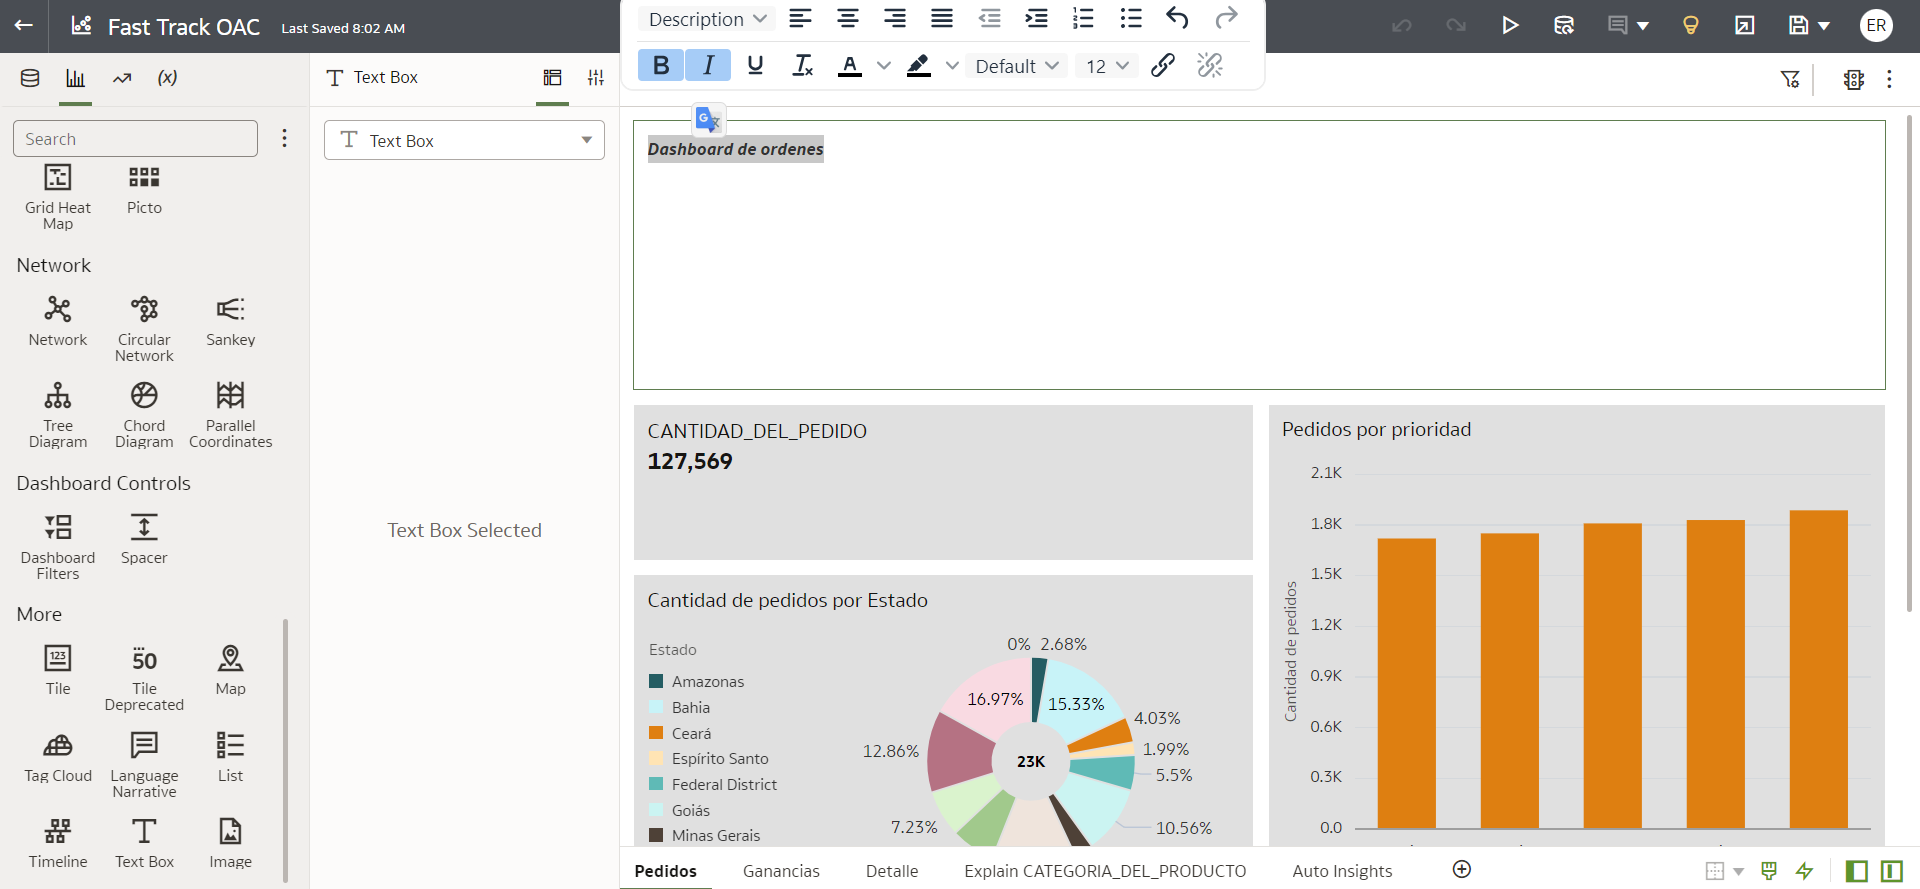 Fast Track OAC
Last Saved 8:02 AM
Description
B I U
A
Default
12
ER
(x)
T Text Box
Search
T Text Box
Dashboard de ordenes
Grid Heat
Map
Picto
Network
Network
Circular
Network
Sankey
Tree
Diagram
Chord
Diagram
Parallel
Coordinates
Dashboard Controls
Dashboard
Filters
Spacer
More
123
Tile
50
Tile
Deprecated
Map
Tag Cloud
Language
Narrative
List
Timeline
Text Box
Image
Text Box Selected
CANTIDAD_DEL_PEDIDO
127,569
Cantidad de pedidos por Estado
Estado
Amazonas
Bahia
Ceará
Espírito Santo
Federal District
Goiás
Minas Gerais
0%
2.68%
15.33%
4.03%
1.99%
5.5%
10.56%
7.23%
12.86%
16.97%
23K
Pedidos por prioridad
Cantidad de pedidos
2.1K
1.8K
1.5K
1.2K
0.9K
0.6K
0.3K
0.0
Pedidos
Ganancias
Detalle
Explain CATEGORIA_DEL_PRODUCTO
Auto Insights